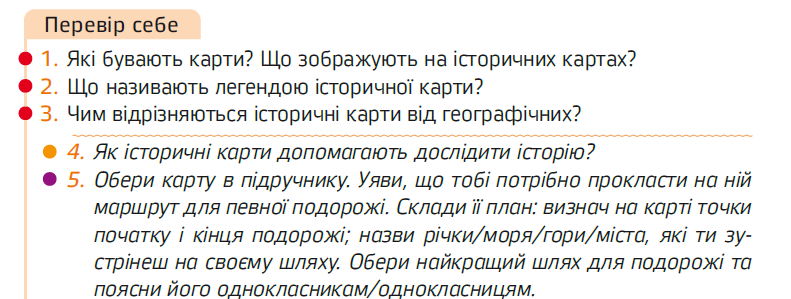 Перевір себе
1. Які бувають карти? Що зображують на історичних картах?
2. Що називають легендою історичної карти?
3. Чим відрізняються історичні карти від географічних?
4. Як історичні карти допомагають дослідити історію?
5. Обери карту в підручнику. Уяви, що тобі потрібно прокласти на ній
маршрут для певної подорожі. Склади її план: визнач на карті точки
початку і кінця подорожі; назви річки/моря/гори/міста, які ти зу-
стрінеш на своєму шляху. Обери найкращий шлях для подорожі та
поясни його однокласникам/однокласницям.